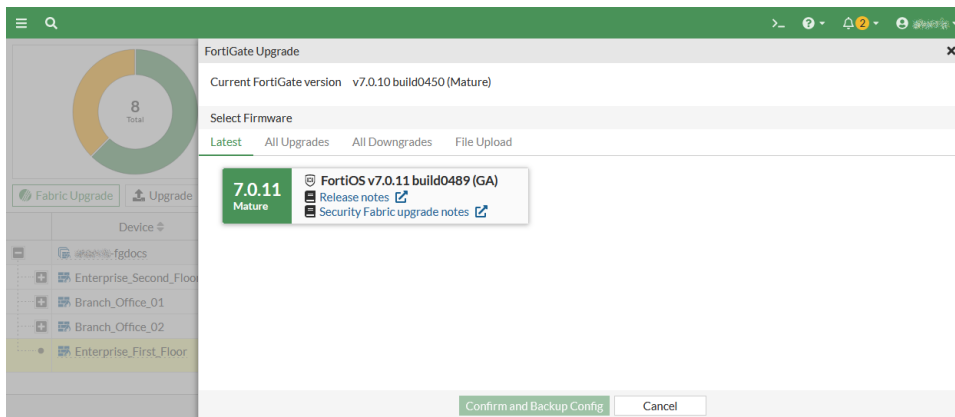 2
FortiGate Upgrade
Current FortiGate version v7.0.10 build0450 (Mature)
8
Total
Select Firmware
Latest All Upgrades All Downgrades File Upload
7.0.11
Mature
FortiOS v7.0.11 build0489 (GA)
Release notes
Security Fabric upgrade notes
Fabric Upgrade Upgrade
Device
-fgdocs
Enterprise_Second_Floo
Branch_Office_01
Branch_Office_02
Enterprise_First_Floor
Confirm and Backup Config Cancel